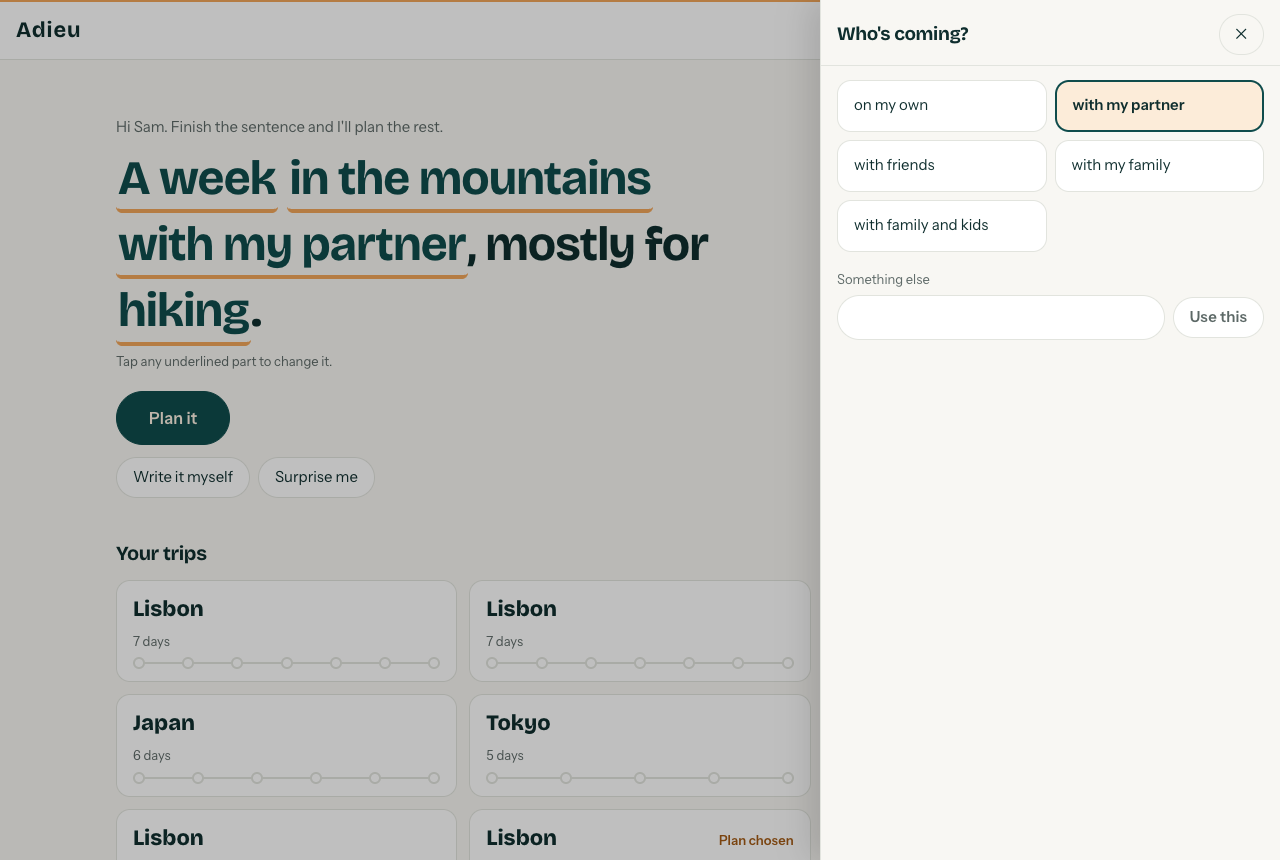 Adieu
Hi Sam. Finish the sentence and I'll plan the rest.
A week in the mountains
with my partner, mostly for
hiking.
Tap any underlined part to change it.
Plan it
Write it myself
Surprise me
Your trips
Lisbon
7 days
Lisbon
7 days
Japan
6 days
Tokyo
5 days
Lisbon
Lisbon
Plan chosen
Who's coming?
on my own
with my partner
with friends
with my family
with family and kids
Something else
Use this